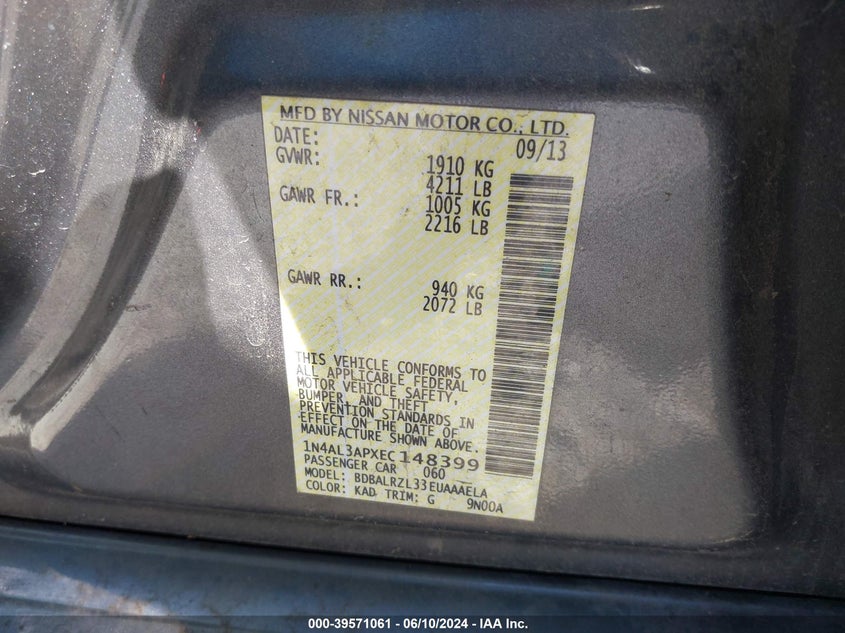 MFD BY NISSAN MOTOR CO., LTD.
DATE: 09/13
GVWR: 1910 KG
4211 LB
GAWR FR.: 1005 KG
2216 LB
GAWR RR.: 940 KG
2072 LB
THIS VEHICLE CONFORMS TO
ALL APPLICABLE FEDERAL
MOTOR VEHICLE SAFETY,
BUMPER, AND THEFT
PREVENTION STANDARDS IN
EFFECT ON THE DATE OF
MANUFACTURE SHOWN ABOVE.
1N4AL3APXEC148399
PASSENGER CAR 060
MODEL: BDBALRZL33EUAAAELA
COLOR: KAD TRIM: G 9N00A
000-39571061 - 06/10/2024 - IAA Inc.